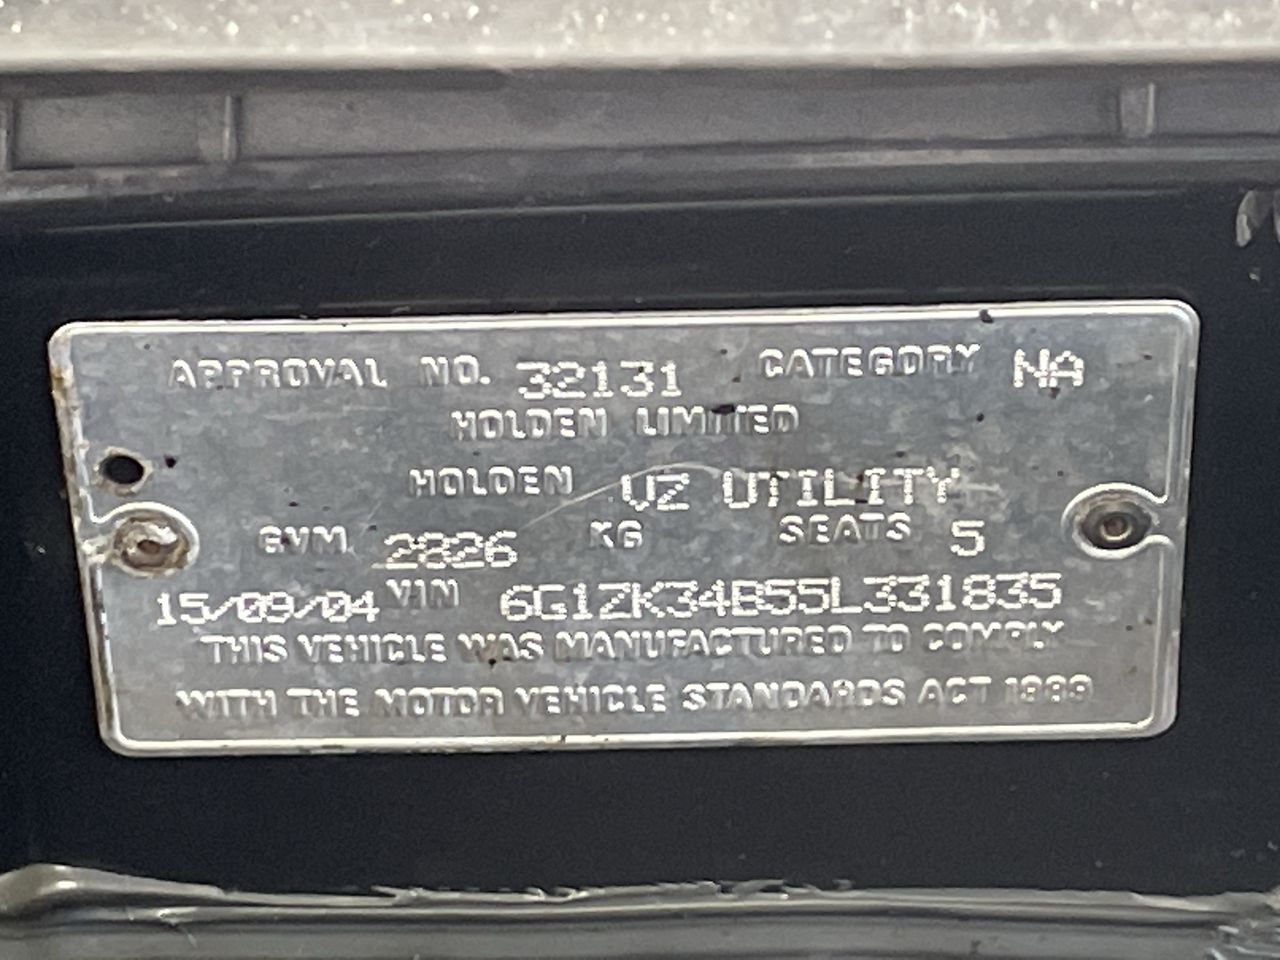 APPROVAL NO. 32131 CATEGORY NA
HOLDEN LIMITED
HOLDEN VZ UTILITY
GVM 2826 KG SEATS 5
15/09/04 VIN 6G1ZK34B55L331835
THIS VEHICLE WAS MANUFACTURED TO COMPLY
WITH THE MOTOR VEHICLE STANDARDS ACT 1989